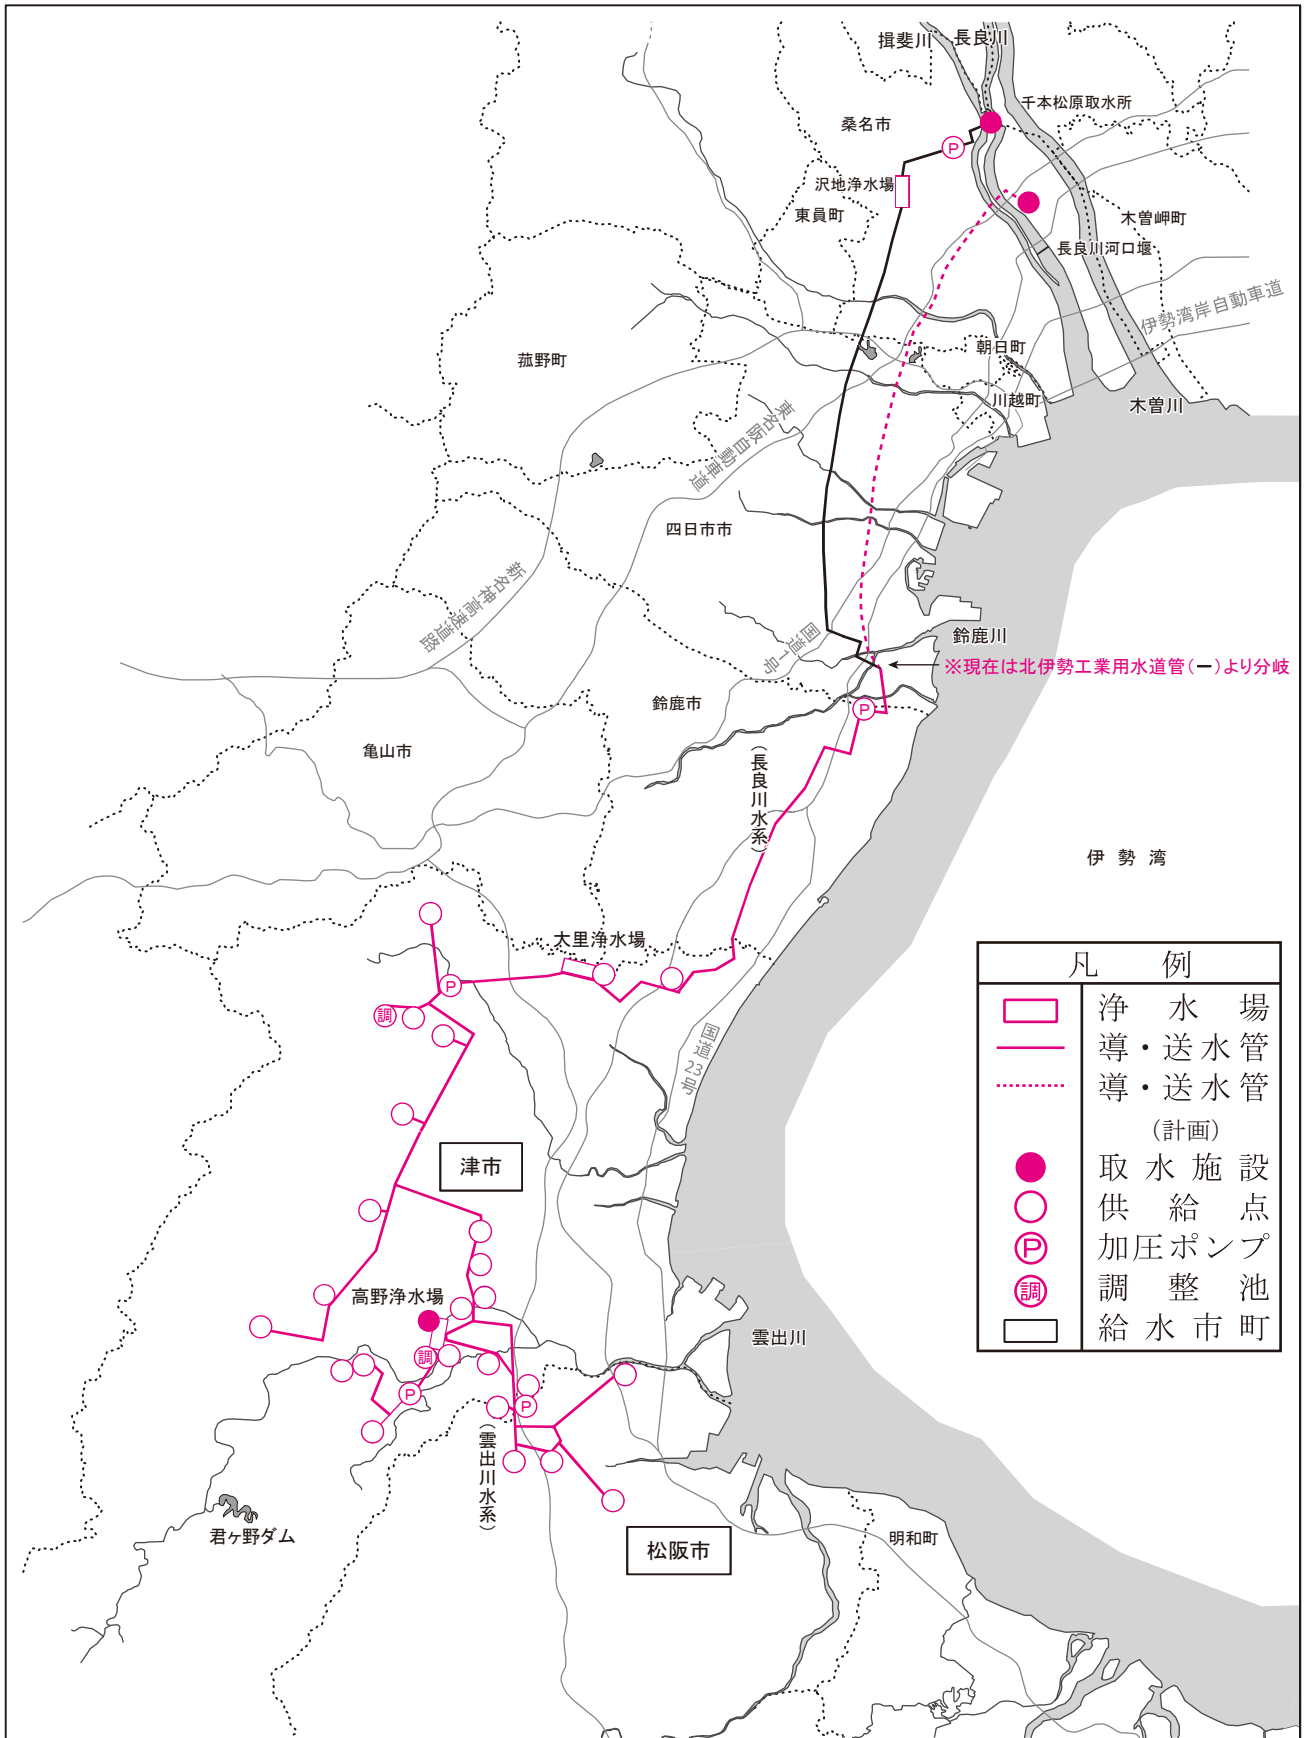 揖斐川
長良川
千本松原取水所
桑名市
P
沢地浄水場
東員町
木曽岬町
長良川河口堰
伊勢湾岸自動車道
朝日町
菰野町
川越町
木曽川
東名阪自動車道
四日市市
新名神高速道路
国道1号
鈴鹿川
※現在は北伊勢工業用水道管(ー)より分岐
鈴鹿市
P
亀山市
(長良川水系)
伊勢湾
大里浄水場
P
調
国道23号
津市
高野浄水場
調
P
P
雲出川
(雲出川水系)
君ヶ野ダム
松阪市
明和町
凡例
浄水場
導・送水管
導・送水管
(計画)
取水施設
供給点
P 加圧ポンプ
調 調整池
給水市町